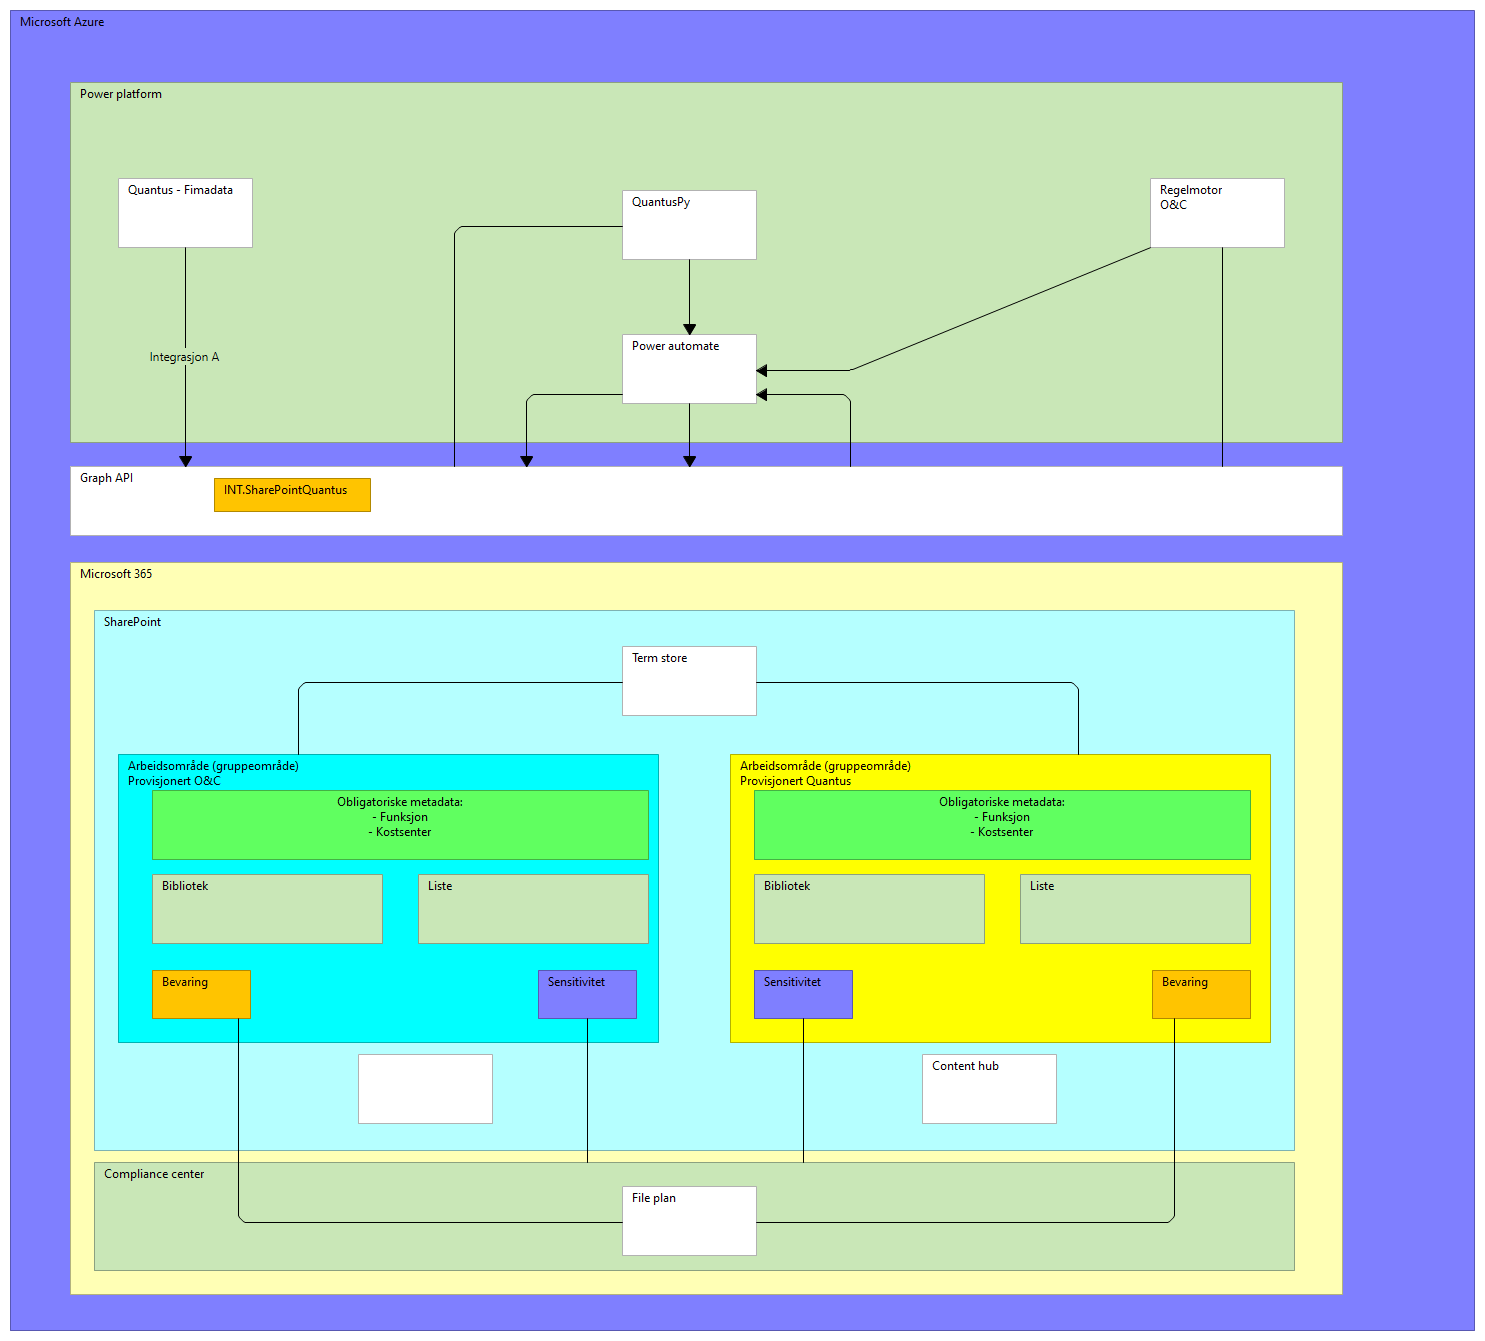 Microsoft Azure
Power platform
Quantus - Fimadata
QuantusPy
Regelmotor
O&C
Integrasjon A
Power automate
Graph API
INT.SharePointQuantus
Microsoft 365
SharePoint
Term store
Arbeidsområde (gruppeområde)
Provisjonert O&C
Obligatoriske metadata:
- Funksjon
- Kostsenter
Bibliotek
Liste
Bevaring
Sensitivitet
Arbeidsområde (gruppeområde)
Provisjonert Quantus
Obligatoriske metadata:
- Funksjon
- Kostsenter
Bibliotek
Liste
Sensitivitet
Bevaring
Content hub
Compliance center
File plan